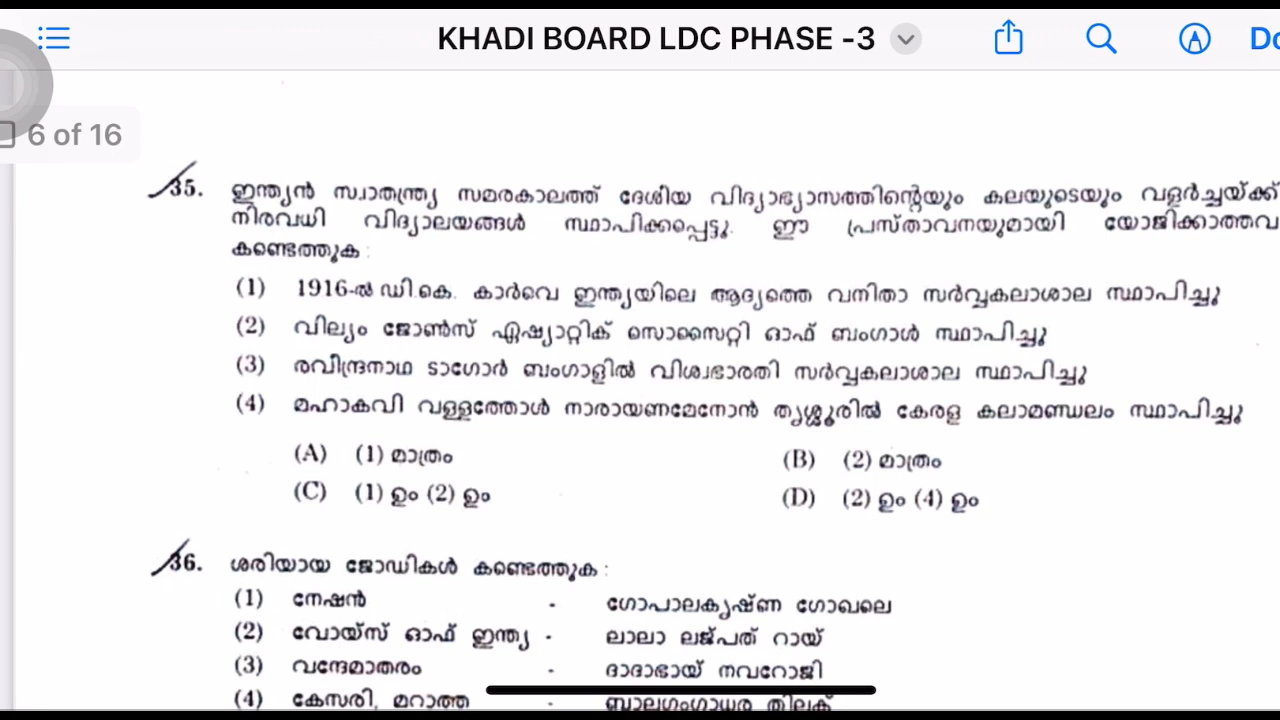 KHADI BOARD LDC PHASE -3
6 of 16
35. ഇന്ത്യൻ സ്വാതന്ത്ര്യ സമരകാലത്ത് ദേശീയ വിദ്യാഭ്യാസത്തിന്റെയും കലയുടെയും വളർച്ചയ്ക്ക്
നിരവധി വിദ്യാലയങ്ങൾ സ്ഥാപിക്കപ്പെട്ടു. ഈ പ്രസ്താവനയുമായി യോജിക്കാത്തവ
കണ്ടെത്തുക :
(1) 1916-ൽ ഡി.കെ. കാർവെ ഇന്ത്യയിലെ ആദ്യത്തെ വനിതാ സർവ്വകലാശാല സ്ഥാപിച്ചു
(2) വില്യം ജോൺസ് ഏഷ്യാറ്റിക് സൊസൈറ്റി ഓഫ് ബംഗാൾ സ്ഥാപിച്ചു
(3) രവീന്ദ്രനാഥ ടാഗോർ ബംഗാളിൽ വിശ്വഭാരതി സർവ്വകലാശാല സ്ഥാപിച്ചു
(4) മഹാകവി വള്ളത്തോൾ നാരായണമേനോൻ തൃശ്ശൂരിൽ കേരള കലാമണ്ഡലം സ്ഥാപിച്ചു
(A) (1) മാത്രം (B) (2) മാത്രം
(C) (1) ഉം (2) ഉം (D) (2) ഉം (4) ഉം
36. ശരിയായ ജോഡികൾ കണ്ടെത്തുക :
(1) നേഷൻ - ഗോപാലകൃഷ്ണ ഗോഖലെ
(2) വോയ്സ് ഓഫ് ഇന്ത്യ - ലാലാ ലജ്പത് റായ്
(3) വന്ദേമാതരം - ദാദാഭായ് നവറോജി
(4) കേസരി, മറാത്ത - ബാലഗംഗാധര തിലക്